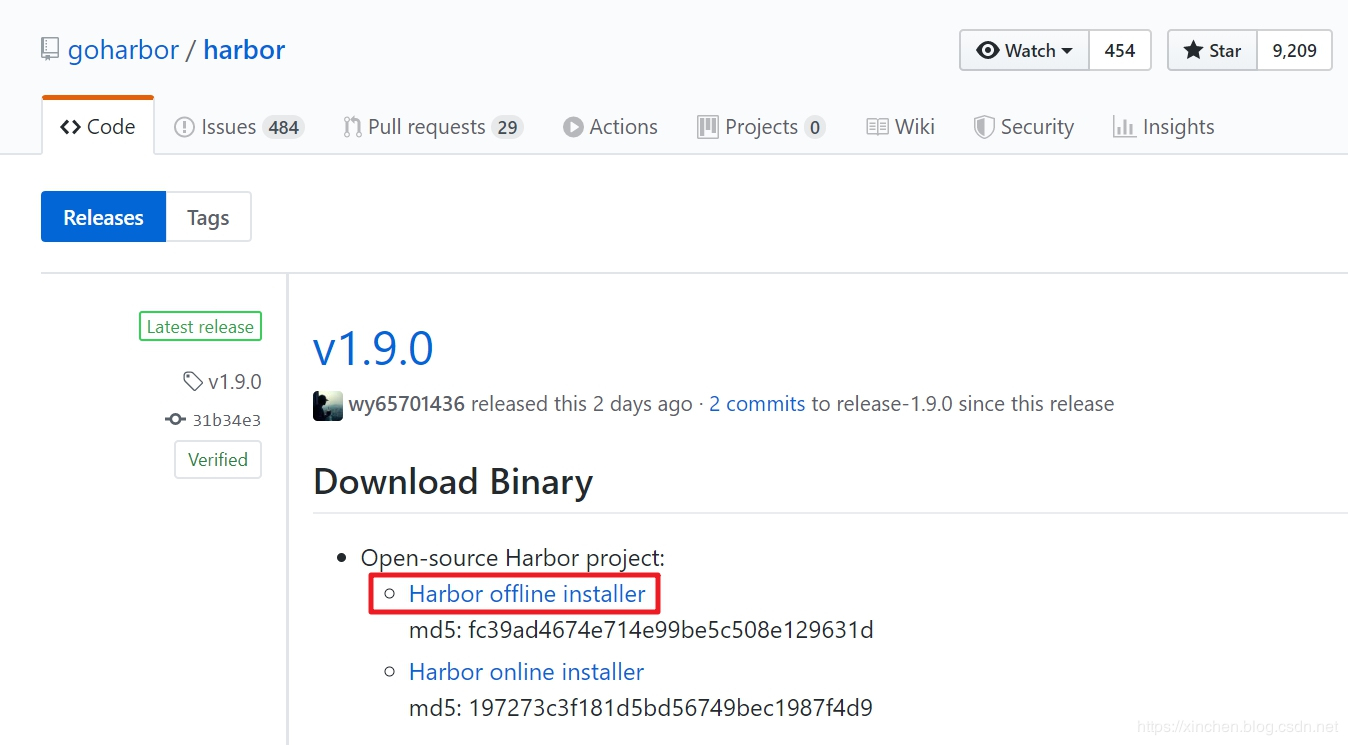 goharbor / harbor
Watch 454 Star 9,209
Code Issues 484 Pull requests 29 Actions Projects 0 Wiki Security Insights
Releases Tags
Latest release
v1.9.0
31b34e3
Verified
v1.9.0
wy65701436 released this 2 days ago · 2 commits to release-1.9.0 since this release
Download Binary
Open-source Harbor project:
Harbor offline installer
md5: fc39ad4674e714e99be5c508e129631d
Harbor online installer
md5: 197273c3f181d5bd56749bec1987f4d9
https://xinchen.blog.csdn.net